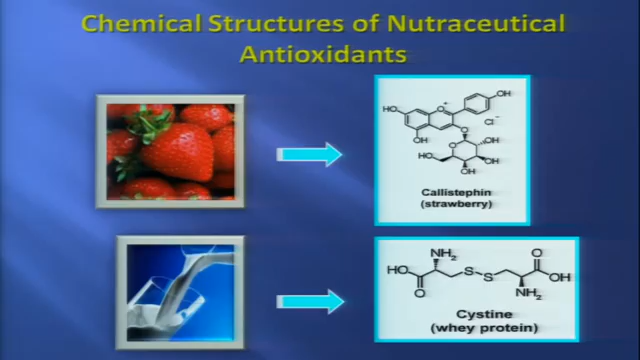 Chemical Structures of Nutraceutical
Antioxidants
OH
HO
O+
Cl−
OH
O
O
OH
HO
OH
OH
Callistephin
(strawberry)
NH2
O
HO
S
S
OH
O
NH2
Cystine
(whey protein)